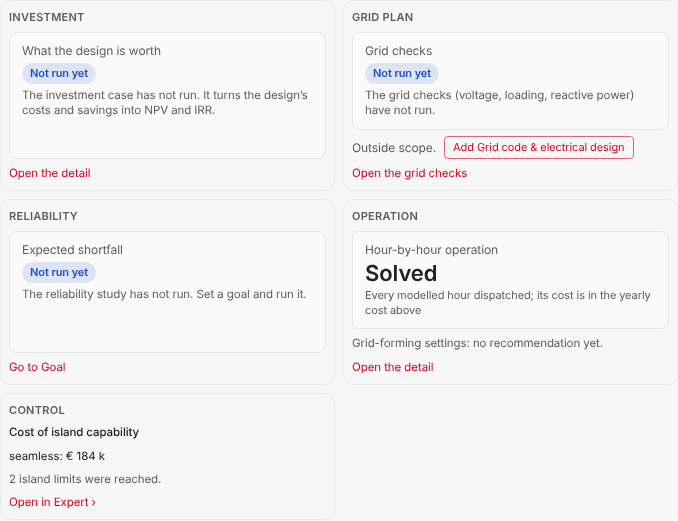 INVESTMENT
What the design is worth
Not run yet
The investment case has not run. It turns the design's
costs and savings into NPV and IRR.
Open the detail
GRID PLAN
Grid checks
Not run yet
The grid checks (voltage, loading, reactive power)
have not run.
Outside scope. Add Grid code & electrical design
Open the grid checks
RELIABILITY
Expected shortfall
Not run yet
The reliability study has not run. Set a goal and run it.
Go to Goal
OPERATION
Hour-by-hour operation
Solved
Every modelled hour dispatched; its cost is in the yearly
cost above
Grid-forming settings: no recommendation yet.
Open the detail
CONTROL
Cost of island capability
seamless: € 184 k
2 island limits were reached.
Open in Expert ›